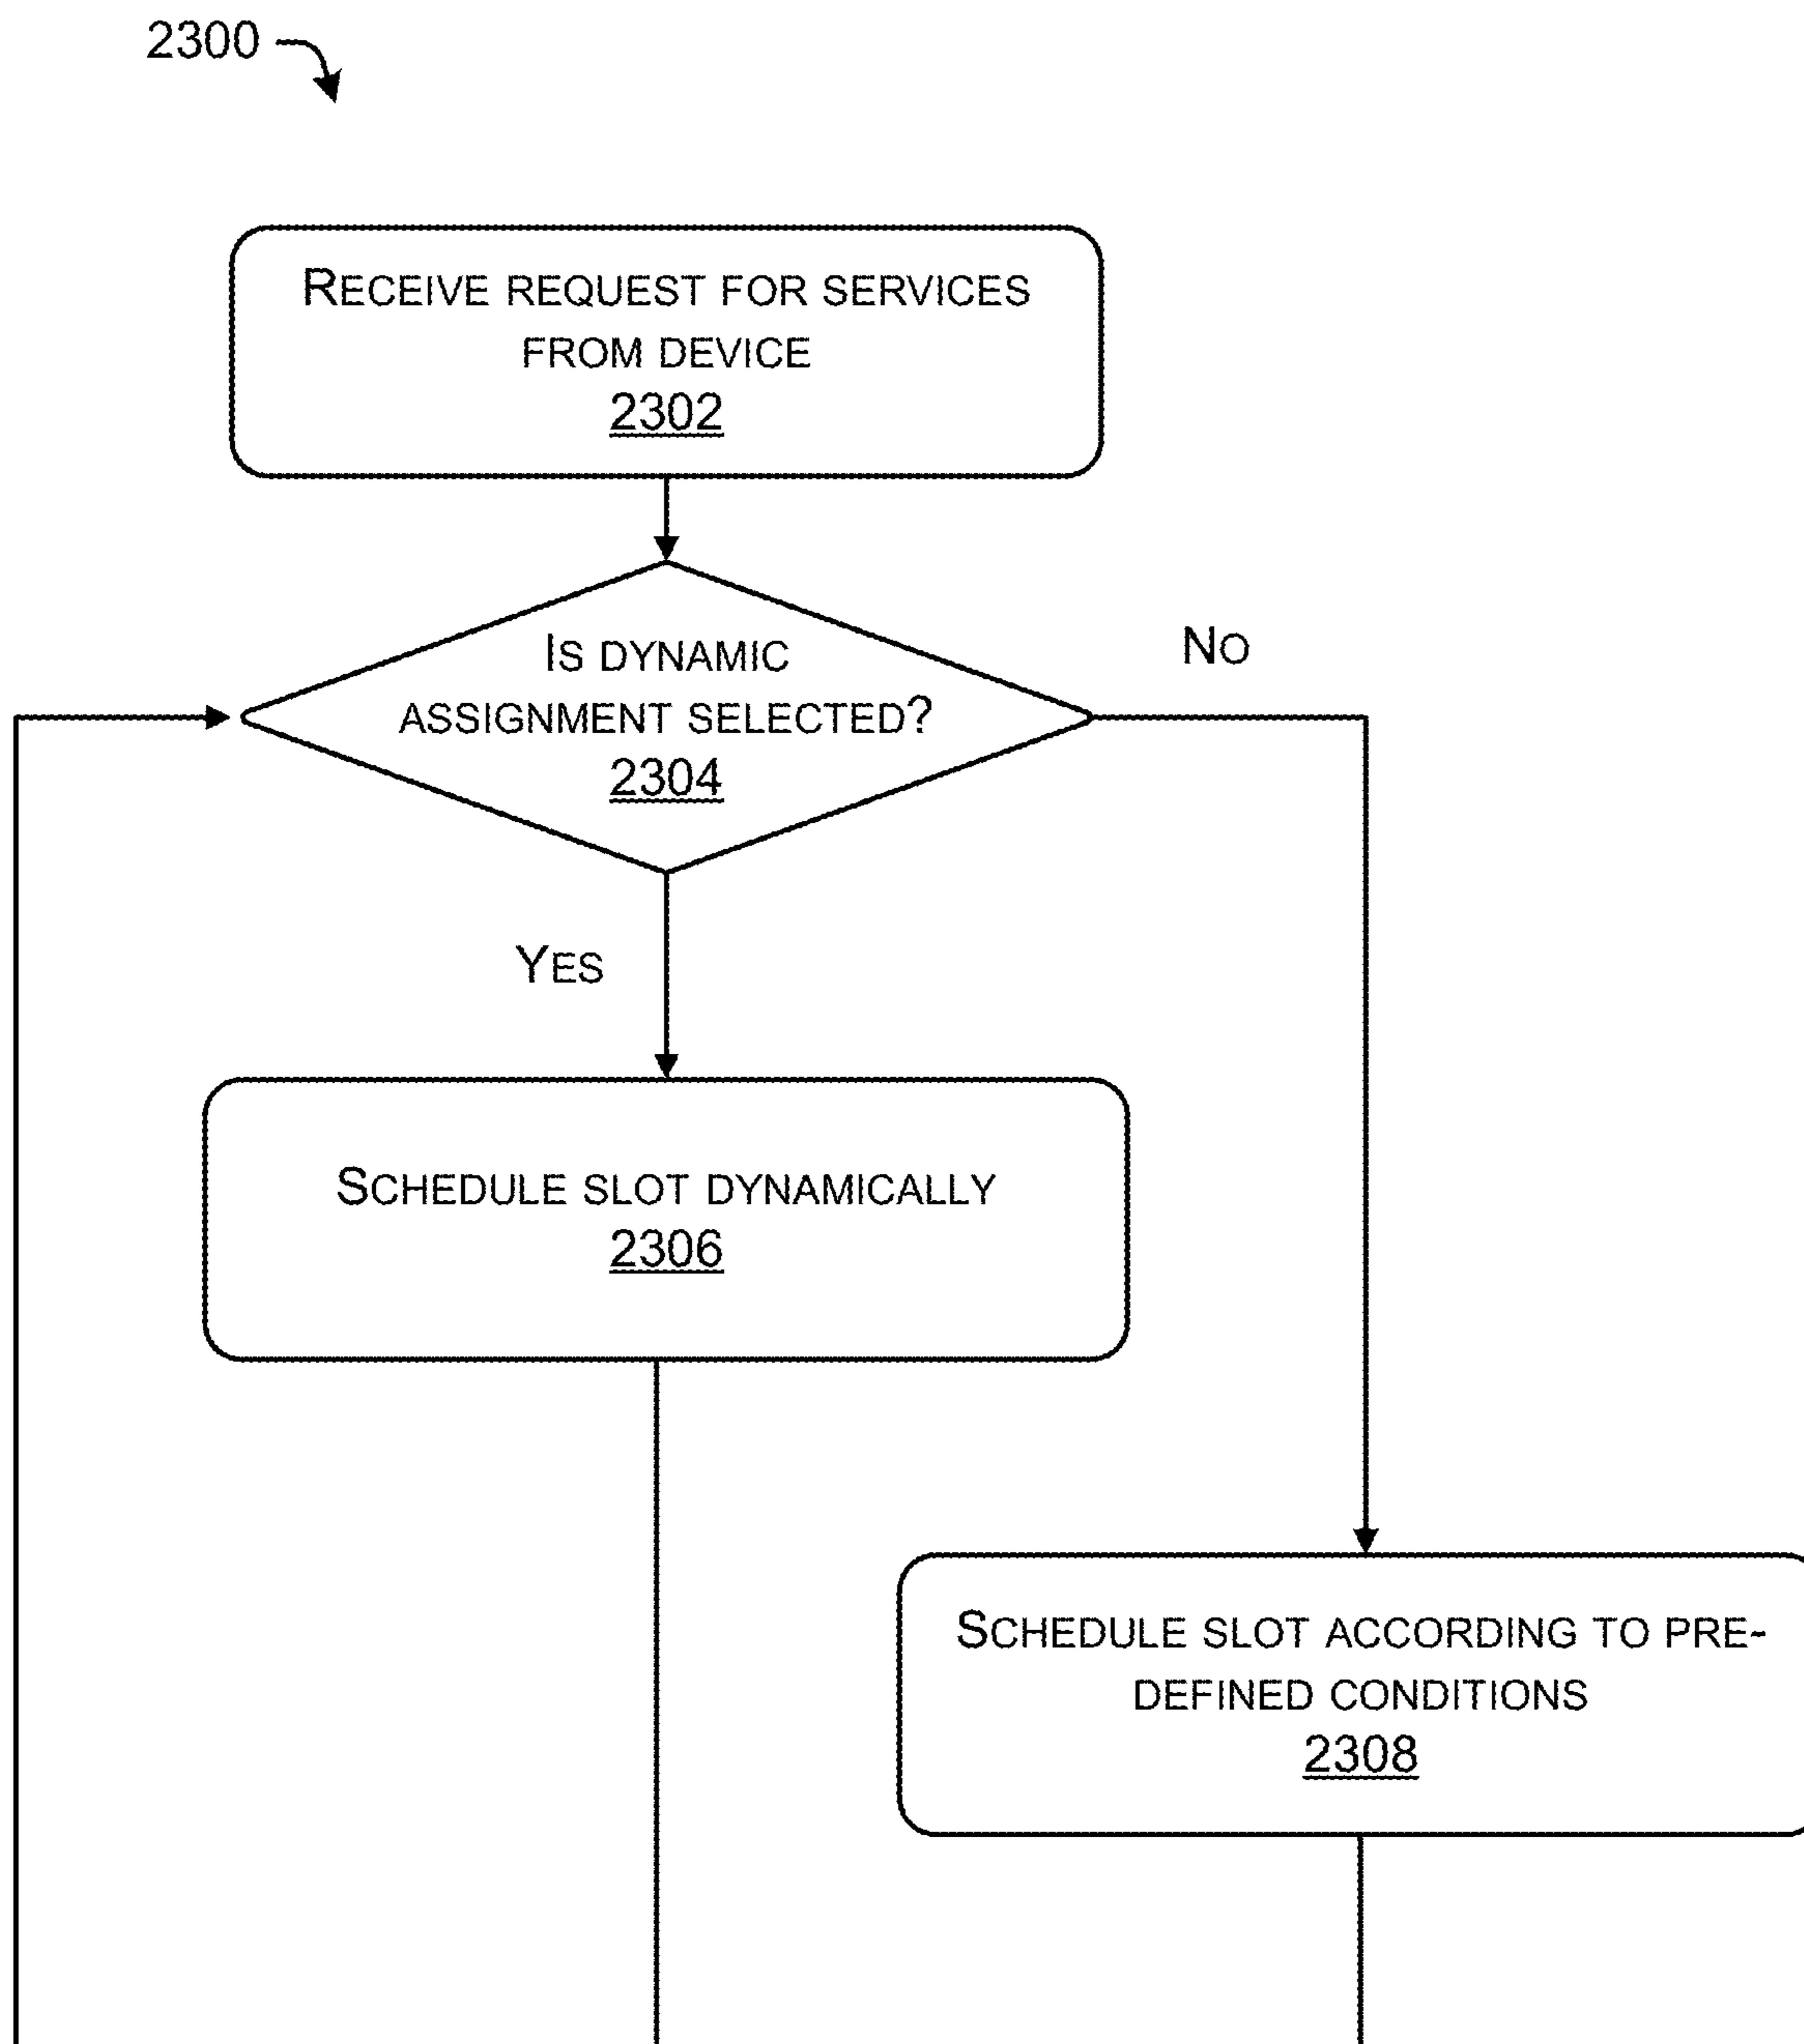 2300
RECEIVE REQUEST FOR SERVICES
FROM DEVICE
2302
IS DYNAMIC
ASSIGNMENT SELECTED?
2304
NO
YES
SCHEDULE SLOT DYNAMICALLY
2306
SCHEDULE SLOT ACCORDING TO PRE-
DEFINED CONDITIONS
2308